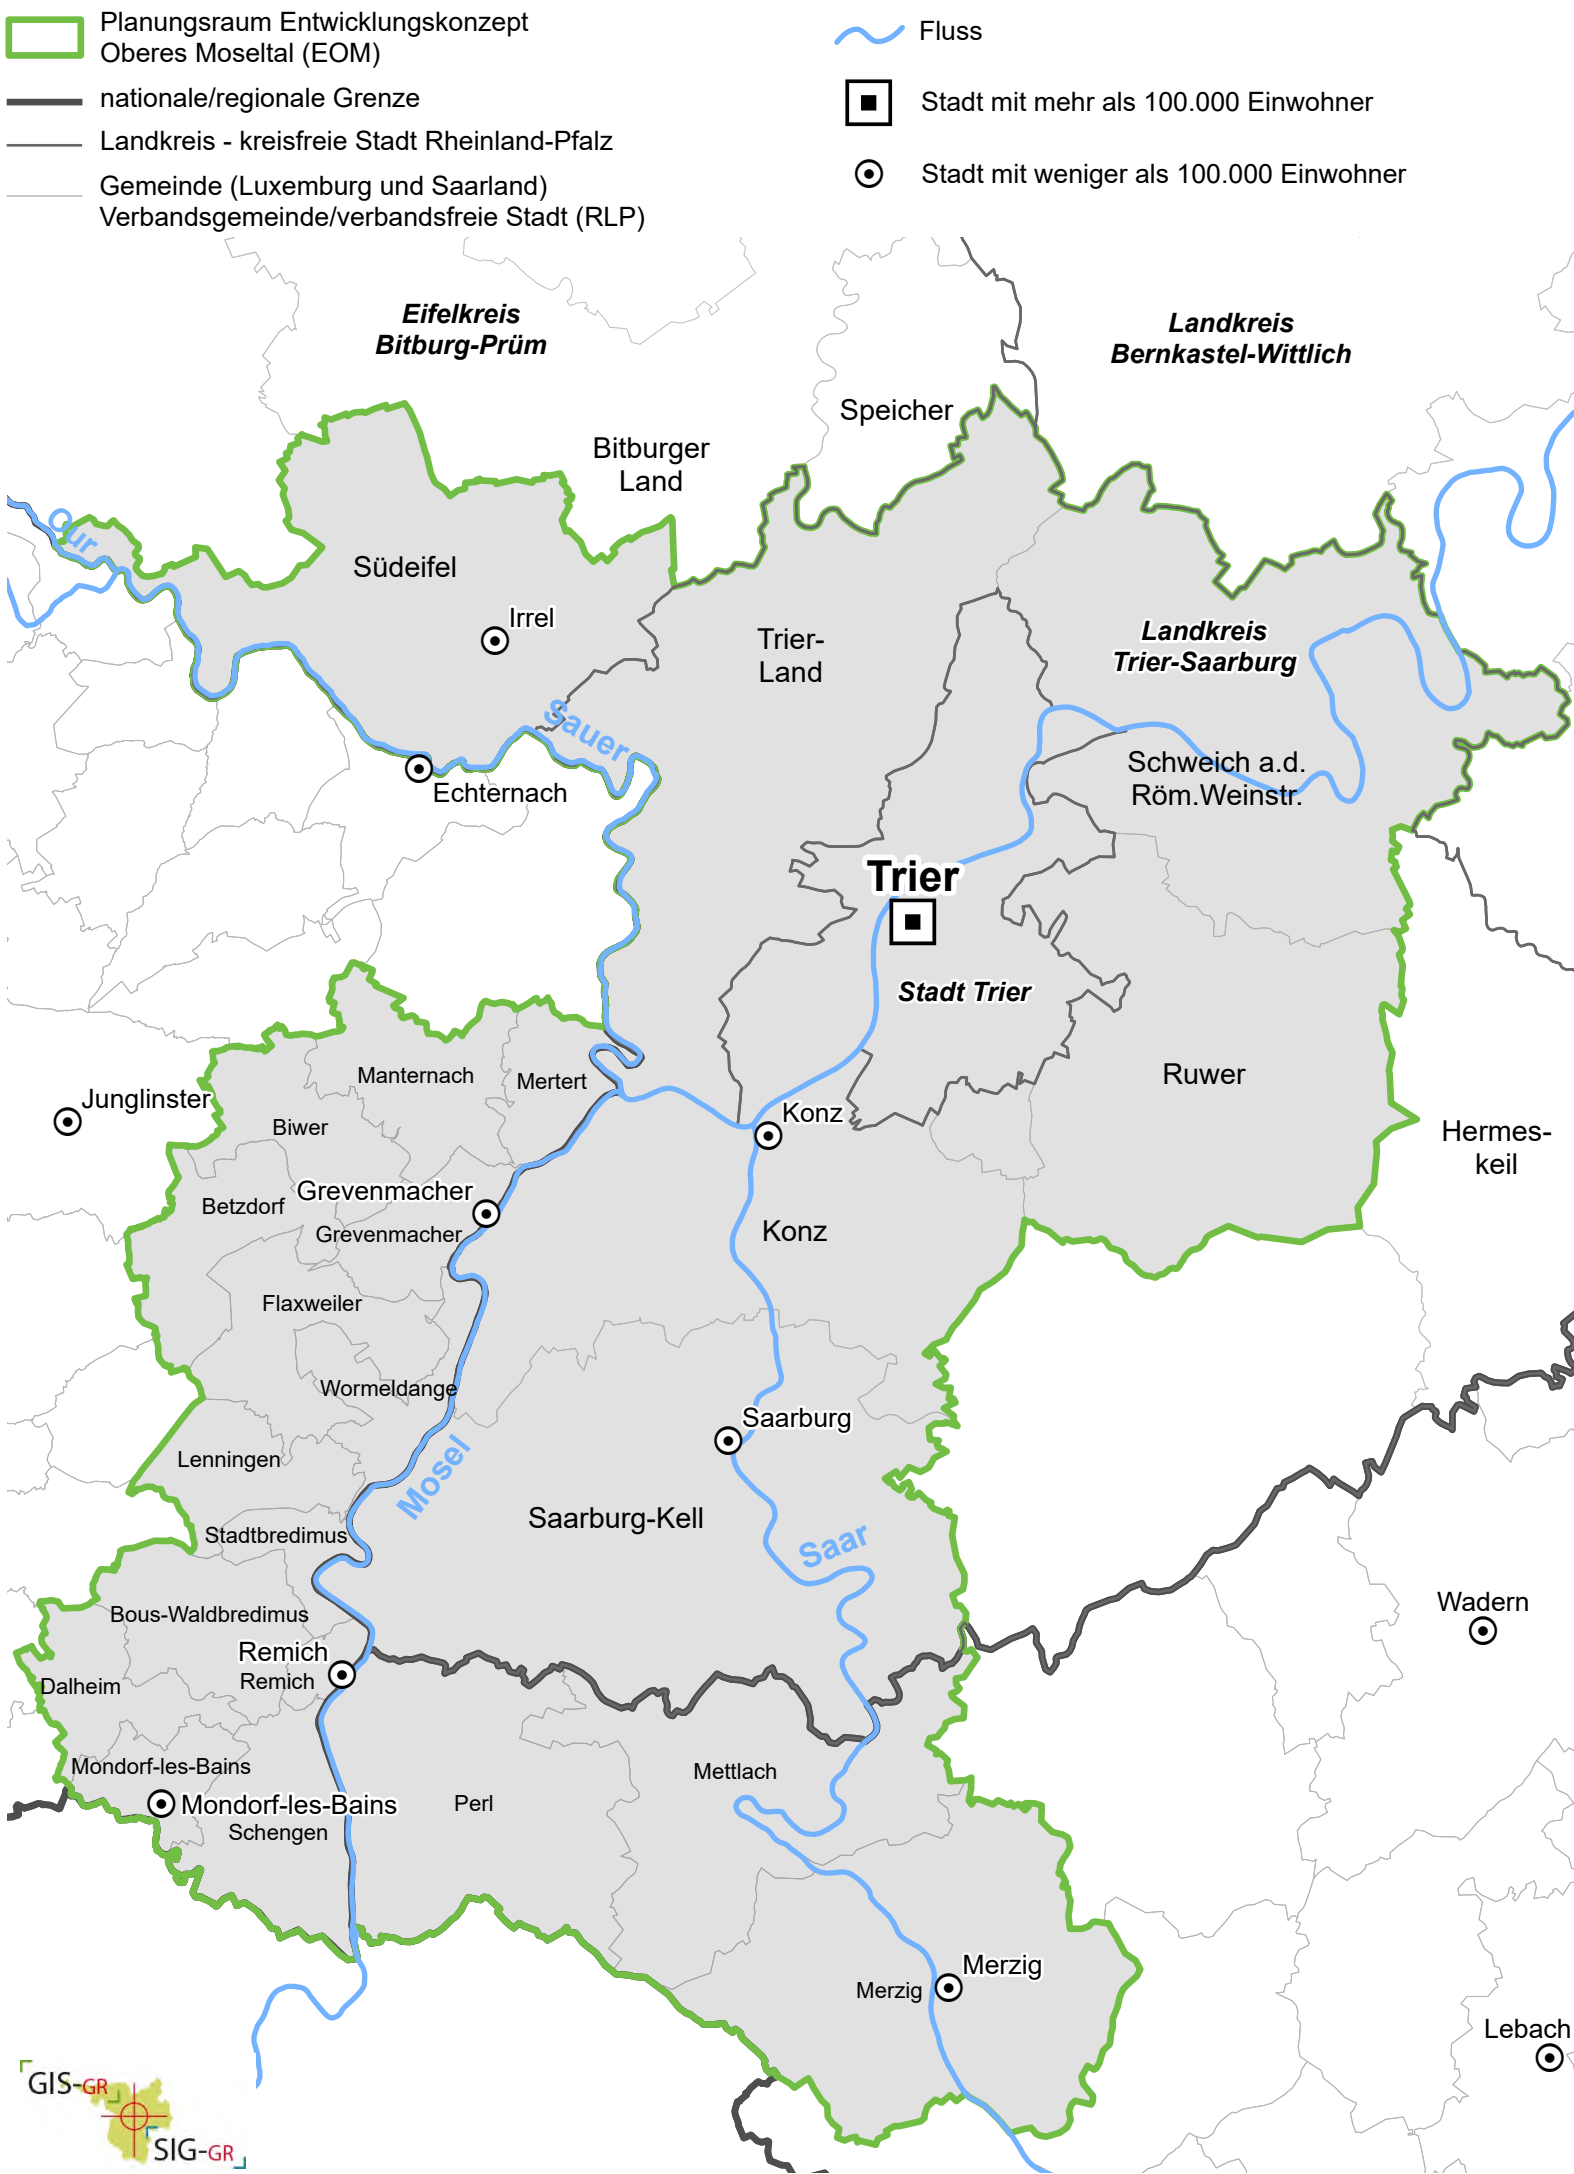 Planungsraum Entwicklungskonzept
Oberes Moseltal (EOM)
nationale/regionale Grenze
Landkreis - kreisfreie Stadt Rheinland-Pfalz
Gemeinde (Luxemburg und Saarland)
Verbandsgemeinde/verbandsfreie Stadt (RLP)
Fluss
Stadt mit mehr als 100.000 Einwohner
Stadt mit weniger als 100.000 Einwohner
Eifelkreis
Bitburg-Prüm
Landkreis
Bernkastel-Wittlich
Speicher
Bitburger
Land
Our
Südeifel
Irrel
Trier-
Land
Landkreis
Trier-Saarburg
Sauer
Echternach
Schweich a.d.
Röm.Weinstr.
Trier
Stadt Trier
Manternach
Mertert
Ruwer
Junglinster
Biwer
Konz
Hermes-
keil
Betzdorf
Grevenmacher
Grevenmacher
Konz
Flaxweiler
Wormeldange
Saarburg
Lenningen
Mosel
Saarburg-Kell
Stadtbredimus
Saar
Bous-Waldbredimus
Wadern
Remich
Remich
Dalheim
Mondorf-les-Bains
Mettlach
Mondorf-les-Bains
Perl
Schengen
Merzig
Merzig
Lebach
GIS-GR
SIG-GR